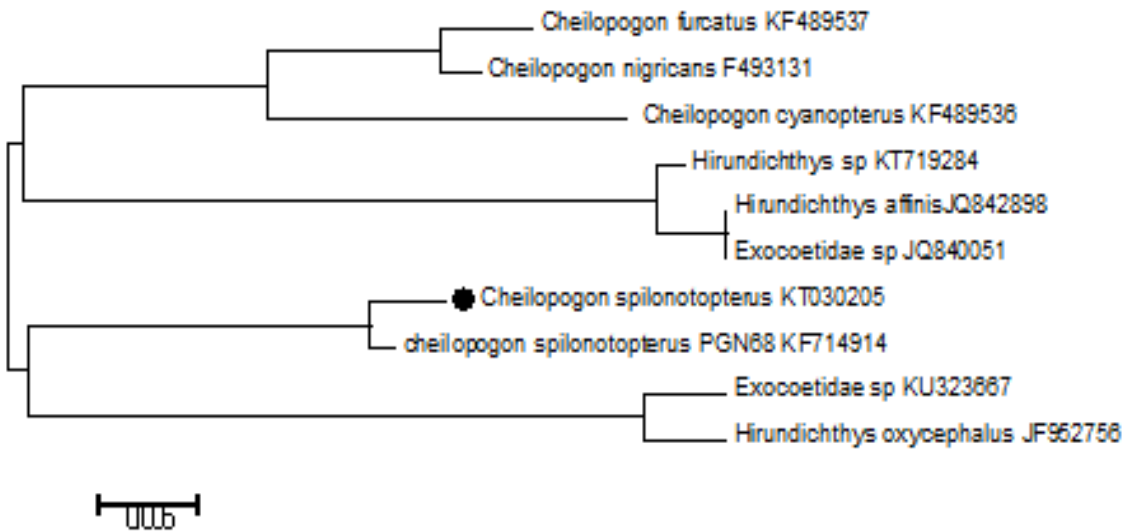 Cheilopogon furcatus KF489537
Cheilopogon nigricans F493131
Cheilopogon cyanopterus KF489536
Hirundichthys sp KT719284
Hirundichthys affinisJQ842898
Exocoetidae sp JQ840051
Cheilopogon spilonotopterus KT030205
cheilopogon spilonotopterus PGN68 KF714914
Exocoetidae sp KU323667
Hirundichthys oxycephalus JF952756